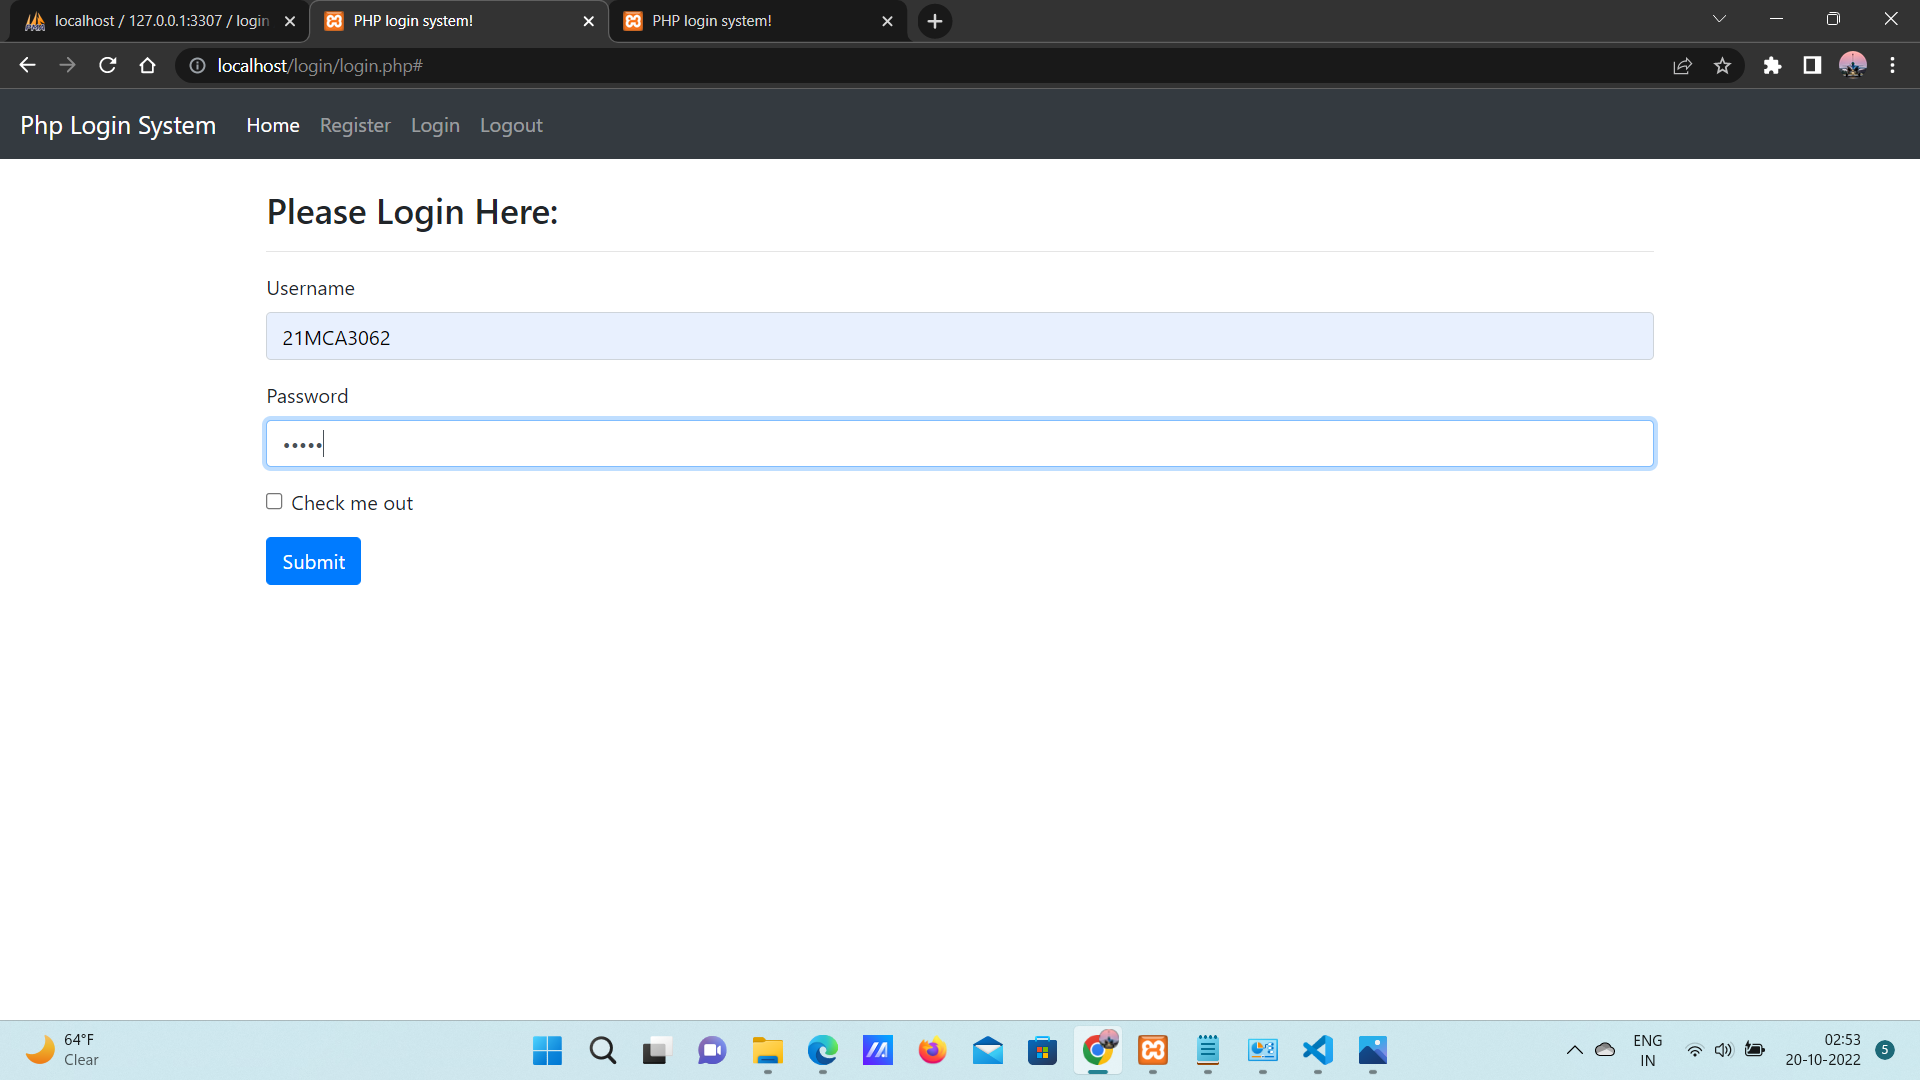 localhost / 127.0.0.1:3307 / login
PHP login system!
PHP login system!
localhost/login/login.php#
Php Login System Home Register Login Logout
Please Login Here:
Username
21MCA3062
Password
•••••
Check me out
Submit
64°F
Clear
ENG
IN
02:53
20-10-2022
5